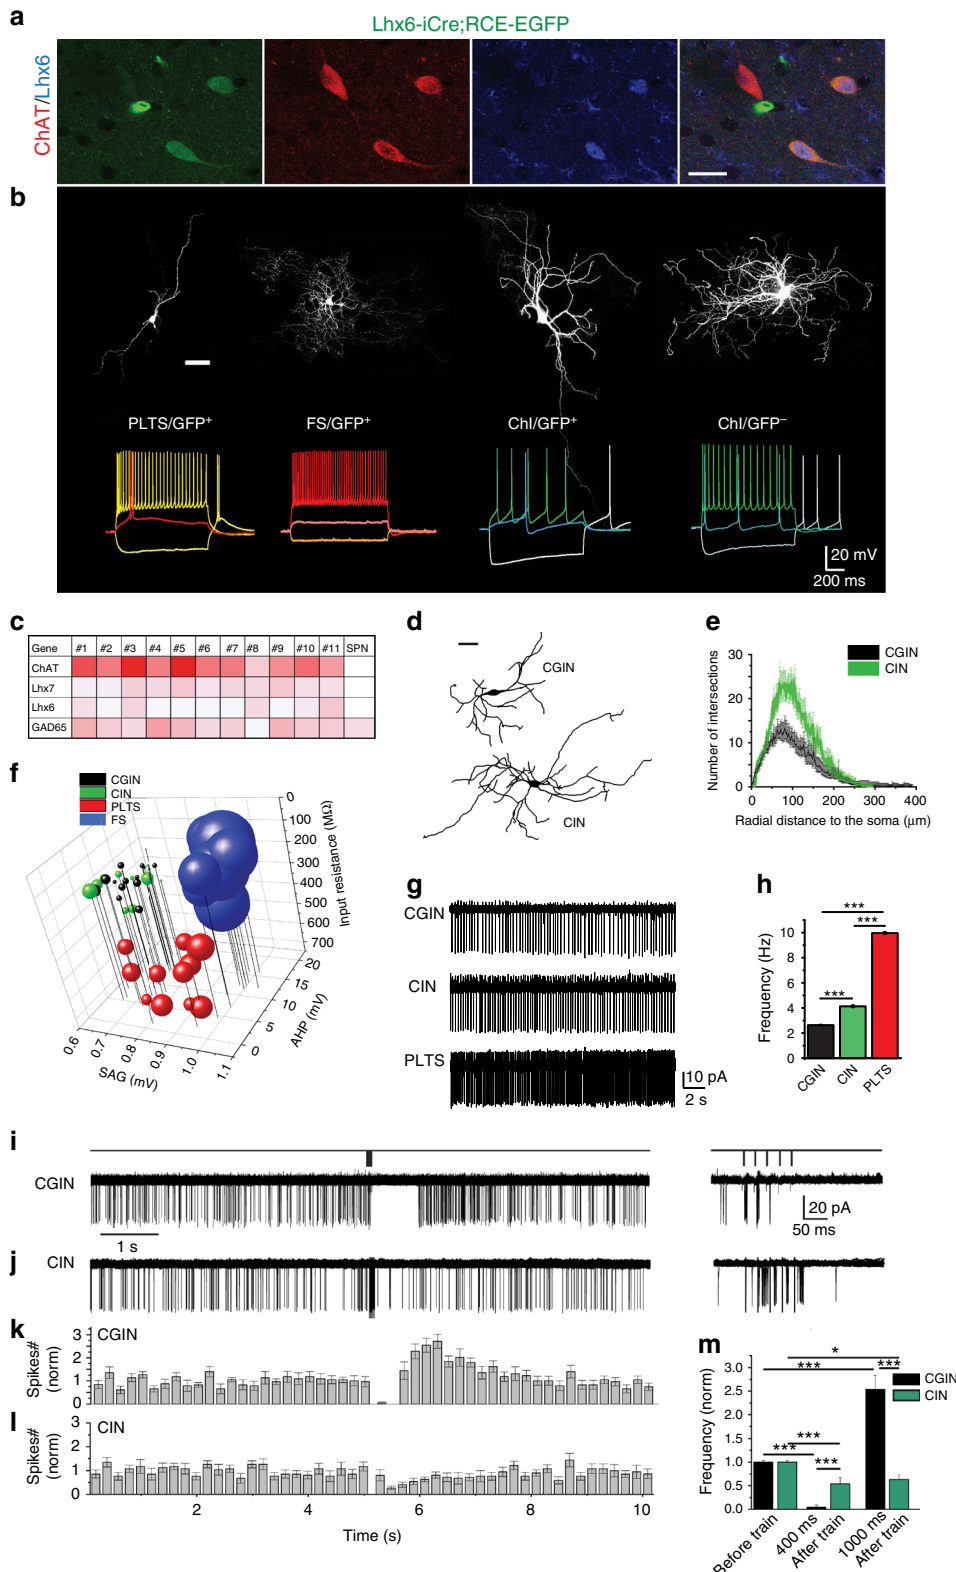 a
Lhx6-iCre;RCE-EGFP
ChAT/Lhx6
b
PLTS/GFP+
FS/GFP+
ChI/GFP+
ChI/GFP−
20 mV
200 ms
c
Gene #1 #2 #3 #4 #5 #6 #7 #8 #9 #10 #11 SPN
ChAT
Lhx7
Lhx6
GAD65
d
CGIN
CIN
e
CGIN
CIN
Number of intersections
30
20
10
0
0 100 200 300 400
Radial distance to the soma (μm)
f
CGIN
CIN
PLTS
FS
0
100
200
300
400
500
600
700
Input resistance (MΩ)
20
15
10
5
0
AHP (mV)
0.6 0.7 0.8 0.9 1.0 1.1
SAG (mV)
g
CGIN
CIN
PLTS
10 pA
2 s
h
***
***
***
Frequency (Hz)
10
8
6
4
2
0
CGIN CIN PLTS
i
CGIN
1 s
20 pA
50 ms
j
CIN
k
CGIN
Spikes# (norm)
3
2
1
0
l
CIN
Spikes# (norm)
3
2
1
0
2 4 6 8 10
Time (s)
m
*
*** ***
***
***
***
CGIN
CIN
Frequency (norm)
3.0
2.5
2.0
1.5
1.0
0.5
0.0
Before train
400 ms After train
1000 ms After train